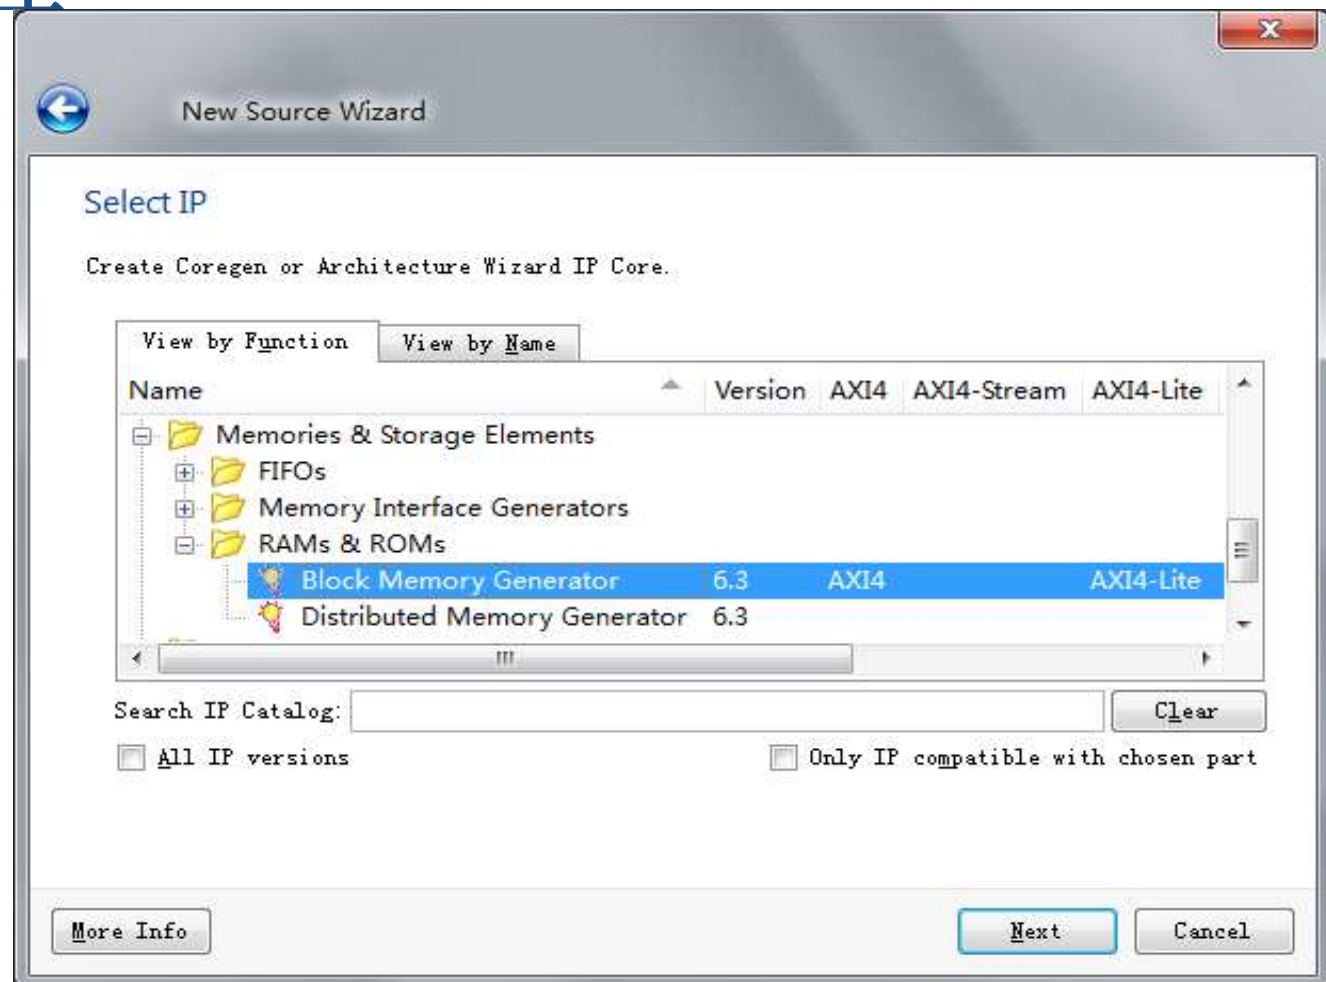 New Source Wizard
Select IP
Create Coregen or Architecture Wizard IP Core.
View by Function View by Name
Name Version AXI4 AXI4-Stream AXI4-Lite
Memories & Storage Elements
FIFOs
Memory Interface Generators
RAMs & ROMs
Block Memory Generator 6.3 AXI4 AXI4-Lite
Distributed Memory Generator 6.3
Search IP Catalog: Clear
All IP versions Only IP compatible with chosen part
More Info Next Cancel